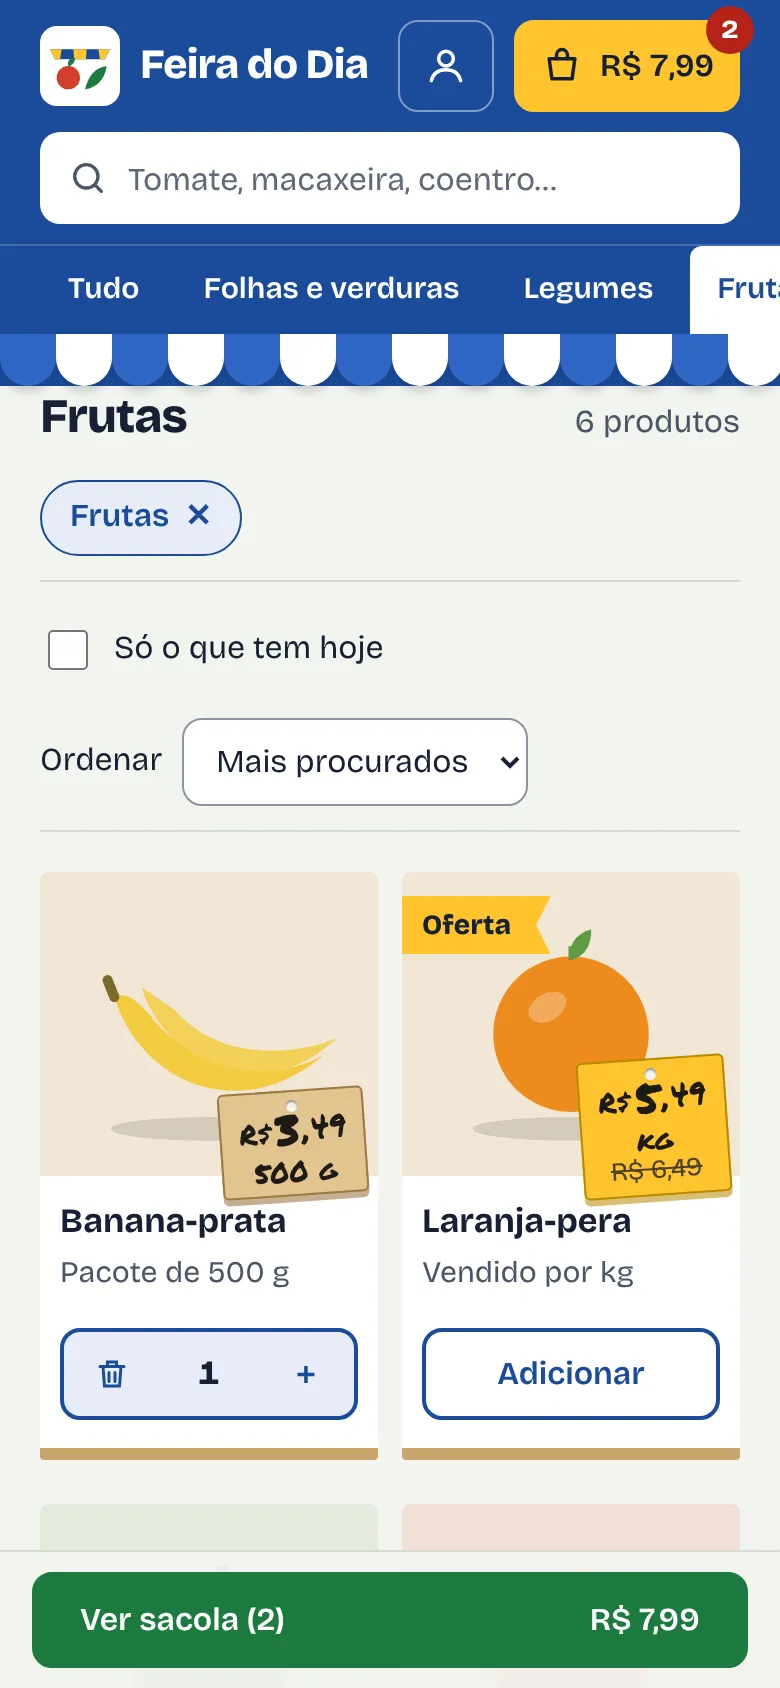 Feira do Dia
R$ 7,99
2
Tomate, macaxeira, coentro...
Tudo
Folhas e verduras
Legumes
Fruta
Frutas
6 produtos
Frutas ✕
Só o que tem hoje
Ordenar
Mais procurados
R$3,49
500 G
Banana-prata
Pacote de 500 g
1
+
Oferta
R$5,49
KG
R$ 6,49
Laranja-pera
Vendido por kg
Adicionar
Ver sacola (2)
R$ 7,99